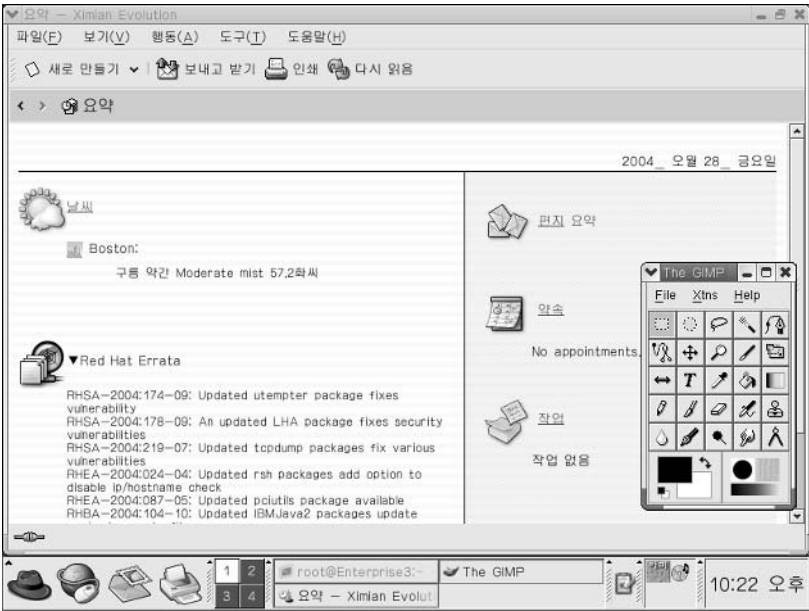 요약 — Ximian Evolution
파일(F) 보기(V) 행동(A) 도구(T) 도움말(H)
새로 만들기 보내고 받기 인쇄 다시 읽음
요약
2004_ 오월 28_ 금요일
날씨
Boston:
구름 약간 Moderate mist 57,2화씨
▼Red Hat Errata
RHSA-2004:174-09: Updated utempter package fixes
vulnerability
RHSA-2004:178-09: An updated LHA package fixes security
vulnerabilities
RHSA-2004:219-07: Updated tcpdump packages fix various
vulnerabilities
RHEA-2004:024-04: Updated rsh packages add option to
disable ip/hostname check
RHEA-2004:087-05: Updated pciutils package available
RHBA-2004:104-10: Updated IBMJava2 packages update
편지 요약
약속
No appointments.
작업
작업 없음
The GIMP
File Xtns Help
1 2
3 4
root@Enterprise3:~
The GIMP
요약 — Ximian Evolut
10:22 오후